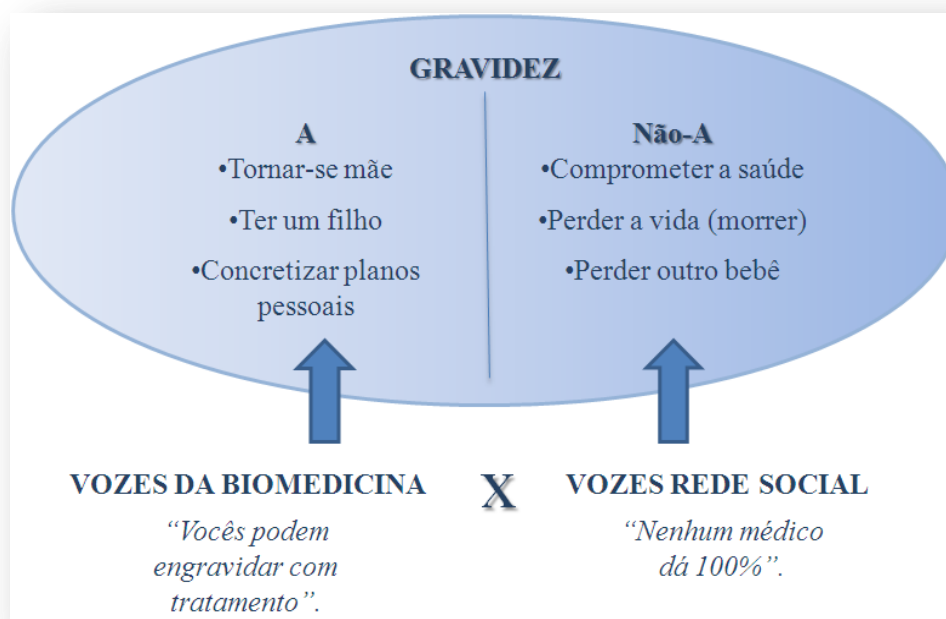 GRAVIDEZ
A
•Tornar-se mãe
•Ter um filho
•Concretizar planos
pessoais
Não-A
•Comprometer a saúde
•Perder a vida (morrer)
•Perder outro bebê
VOZES DA BIOMEDICINA
“Vocês podem
engravidar com
tratamento”.
X
VOZES REDE SOCIAL
“Nenhum médico
dá 100%”.